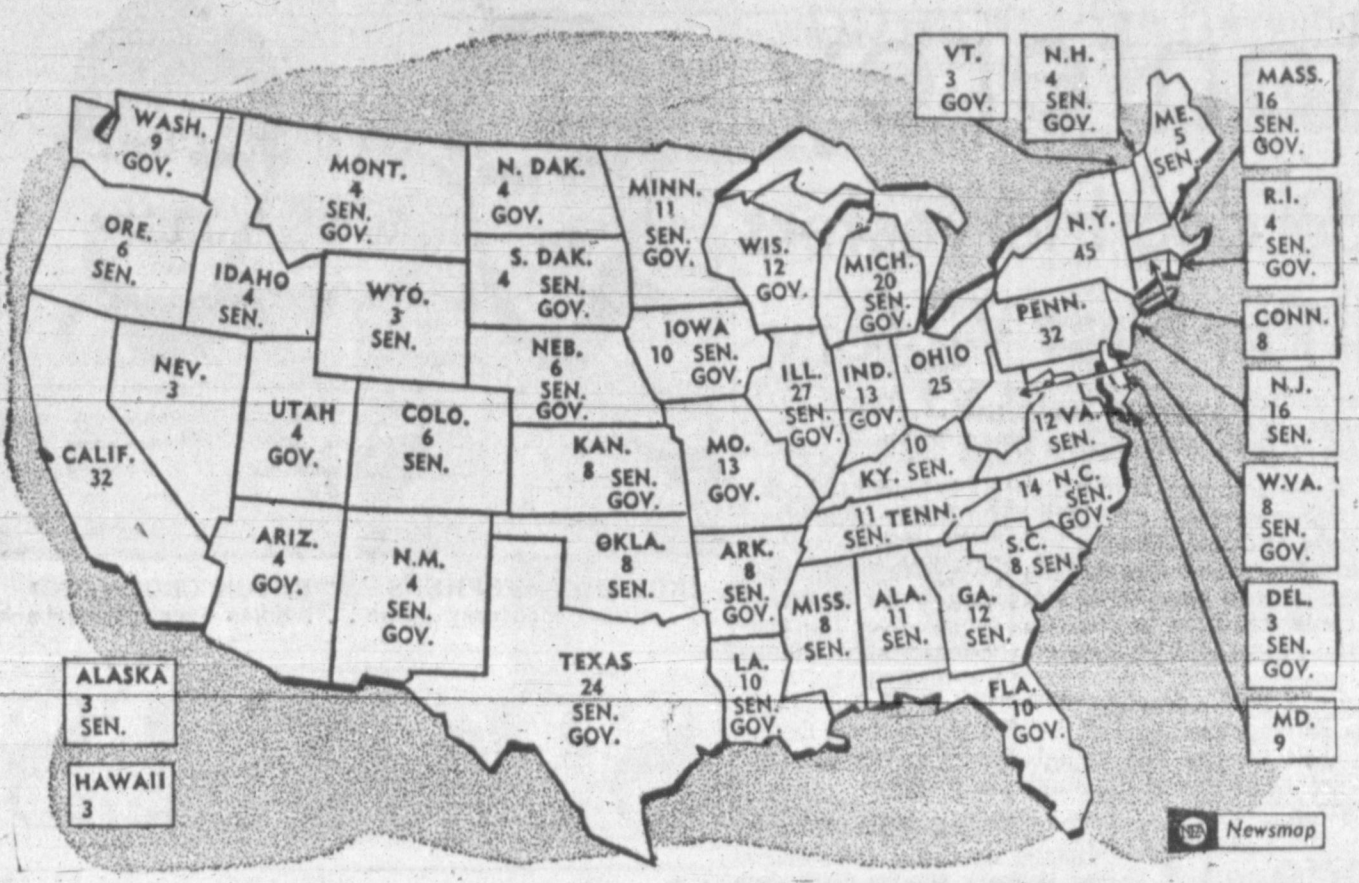 WASH.
9
GOV.
ORE.
6
SEN.
CALIF.
32
NEV.
3
IDAHO
4
SEN.
MONT.
4
SEN.
GOV.
WYO.
3
SEN.
UTAH
4
GOV.
COLO.
6
SEN.
ARIZ.
4
GOV.
N.M.
4
SEN.
GOV.
N. DAK.
4
GOV.
S. DAK.
4 SEN.
GOV.
NEB.
6
SEN.
GOV.
KAN.
8 SEN.
GOV.
OKLA.
8
SEN.
TEXAS
24
SEN.
GOV.
MINN.
11
SEN.
GOV.
IOWA
10 SEN.
GOV.
MO.
13
GOV.
ARK.
8
SEN.
GOV.
LA.
10
SEN.
GOV.
WIS.
12
GOV.
ILL.
27
SEN.
GOV.
MICH.
20
SEN.
GOV.
IND.
13
GOV.
OHIO
25
10
KY. SEN.
11 TENN.
SEN.
MISS.
8
SEN.
ALA.
11
SEN.
GA.
12
SEN.
FLA.
10
GOV.
S.C.
8 SEN.
14 N.C.
SEN.
GOV.
12 VA.
SEN.
PENN.
32
N.Y.
45
ME.
5
SEN.
VT.
3
GOV.
N.H.
4
SEN.
GOV.
MASS.
16
SEN.
GOV.
R.I.
4
SEN.
GOV.
CONN.
8
N.J.
16
SEN.
W.VA.
8
SEN.
GOV.
DEL.
3
SEN.
GOV.
MD.
9
ALASKA
3
SEN.
HAWAII
3
NEA Newsmap